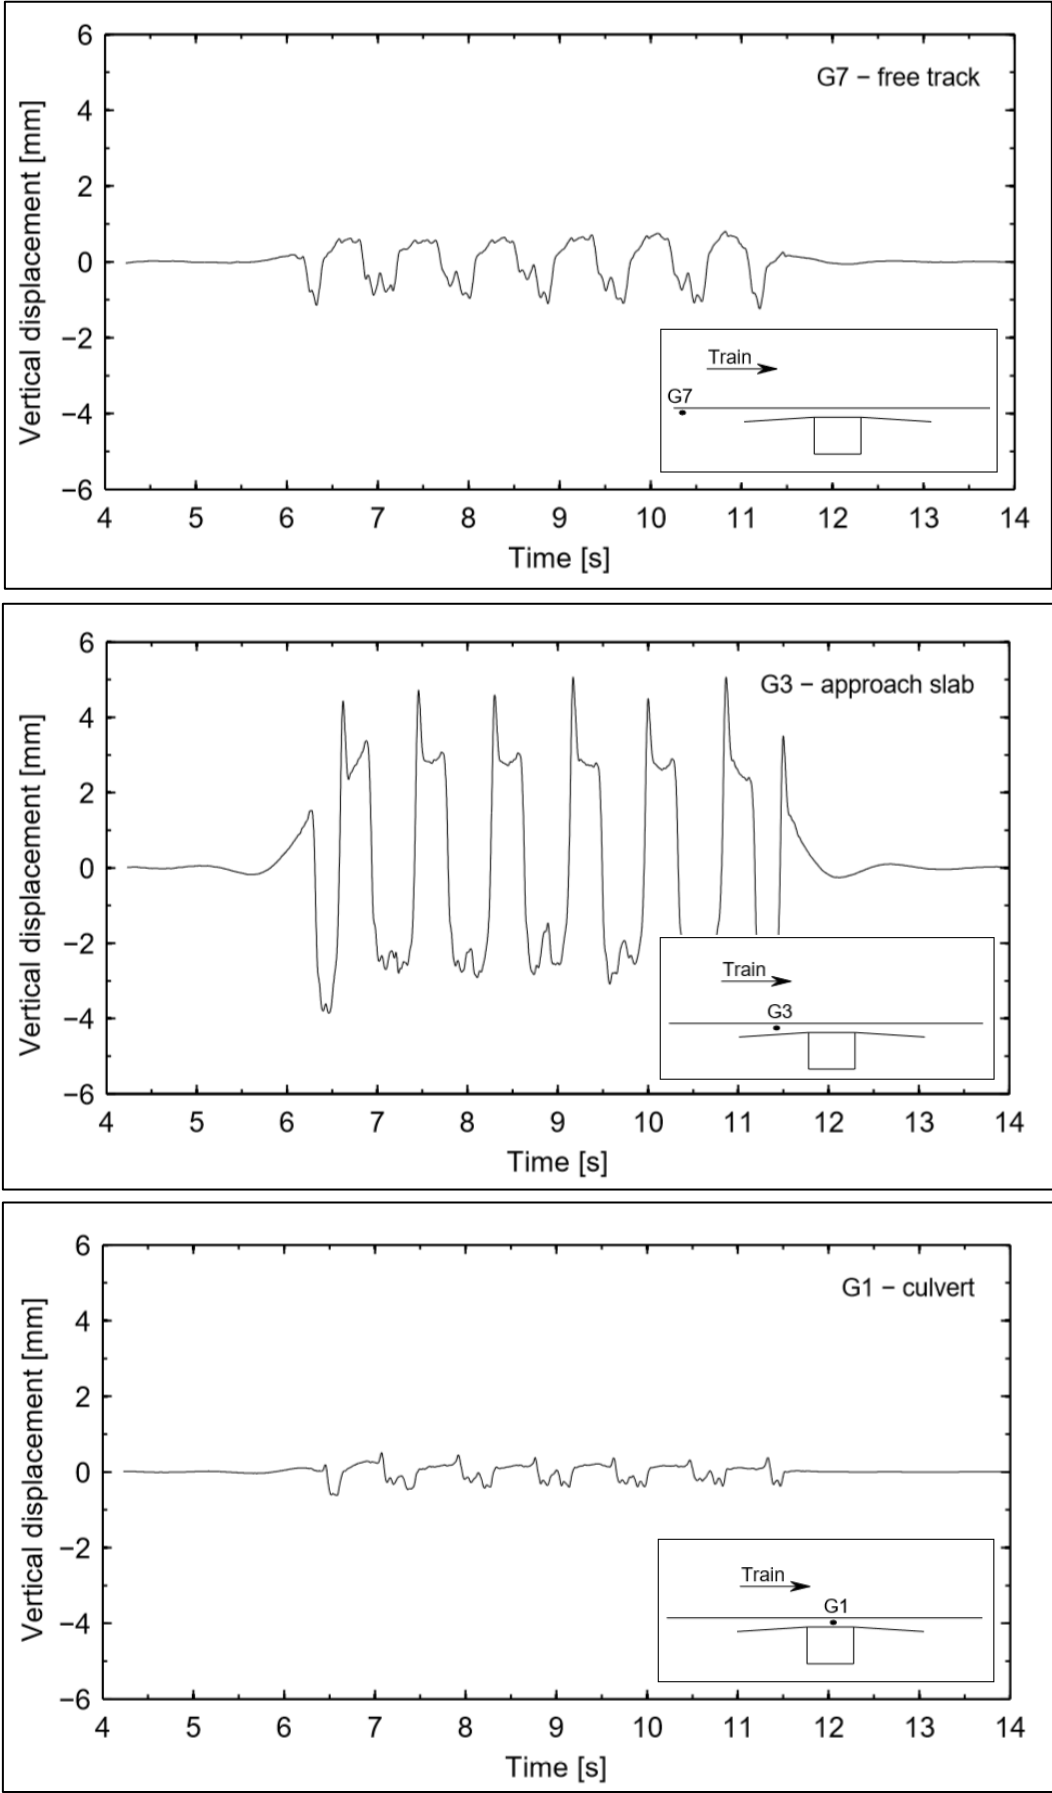 G7 − free track
Vertical displacement [mm]
6
4
2
0
−2
−4
−6
Train
G7
4 5 6 7 8 9 10 11 12 13 14
Time [s]
G3 − approach slab
Vertical displacement [mm]
6
4
2
0
−2
−4
−6
Train
G3
4 5 6 7 8 9 10 11 12 13 14
Time [s]
G1 − culvert
Vertical displacement [mm]
6
4
2
0
−2
−4
−6
Train
G1
4 5 6 7 8 9 10 11 12 13 14
Time [s]